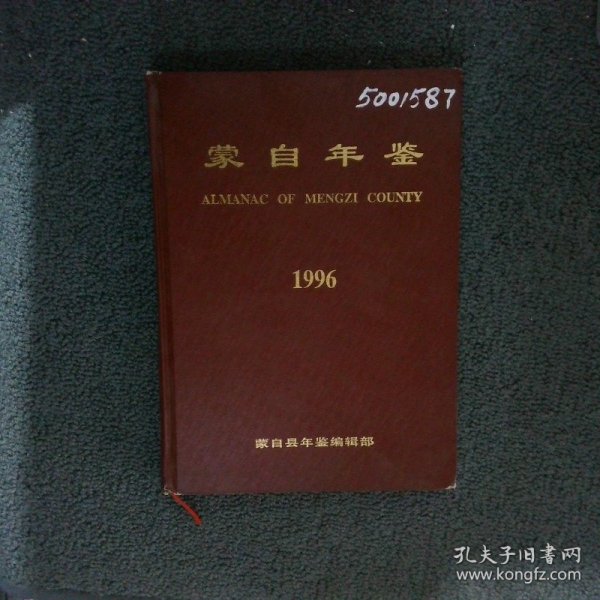 5001587
蒙自年鉴
ALMANAC OF MENGZI COUNTY
1996
蒙自县年鉴编辑部
孔夫子旧书网
www.kongfz.com